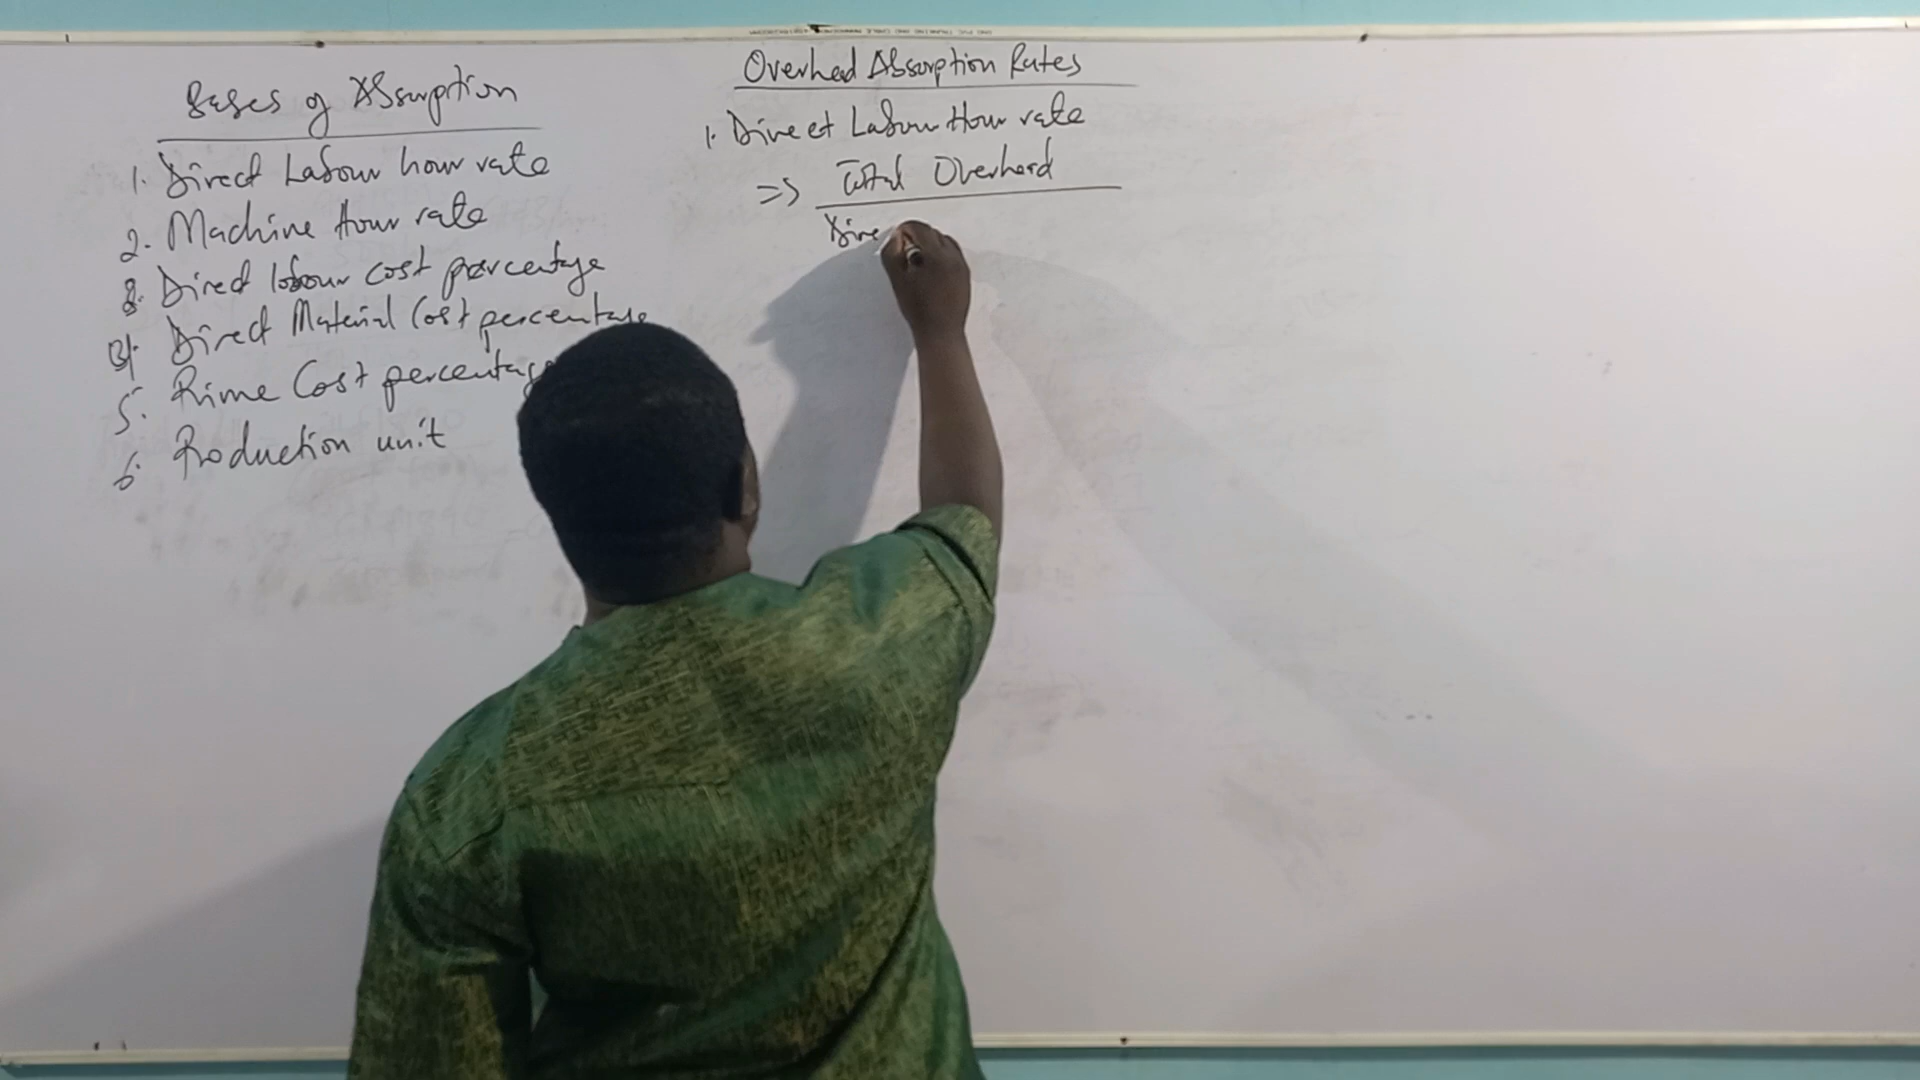 Bases of Absorption
1. Direct Labour hour rate
2. Machine Hour rate
3. Direct labour cost percentage
4. Direct Material Cost percentage
5. Prime Cost percentage
6. Production unit
Overhead Absorption Rates
1. Direct Labour Hour rate
=> Total Overhead
Dire